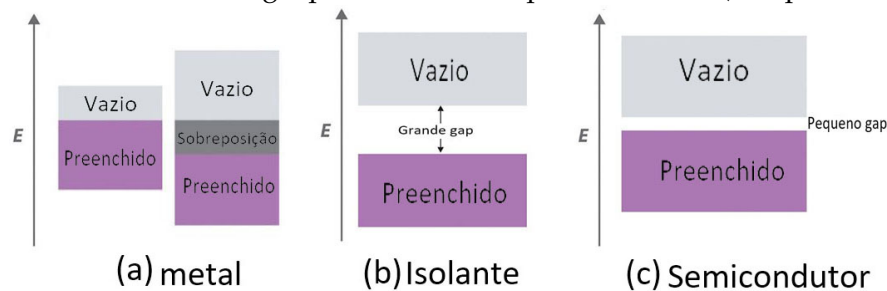 Vazio
Preenchido
Vazio
Sobreposição
Preenchido
E
(a) metal
Vazio
Grande gap
Preenchido
E
(b) Isolante
Vazio
Pequeno gap
Preenchido
E
(c) Semicondutor